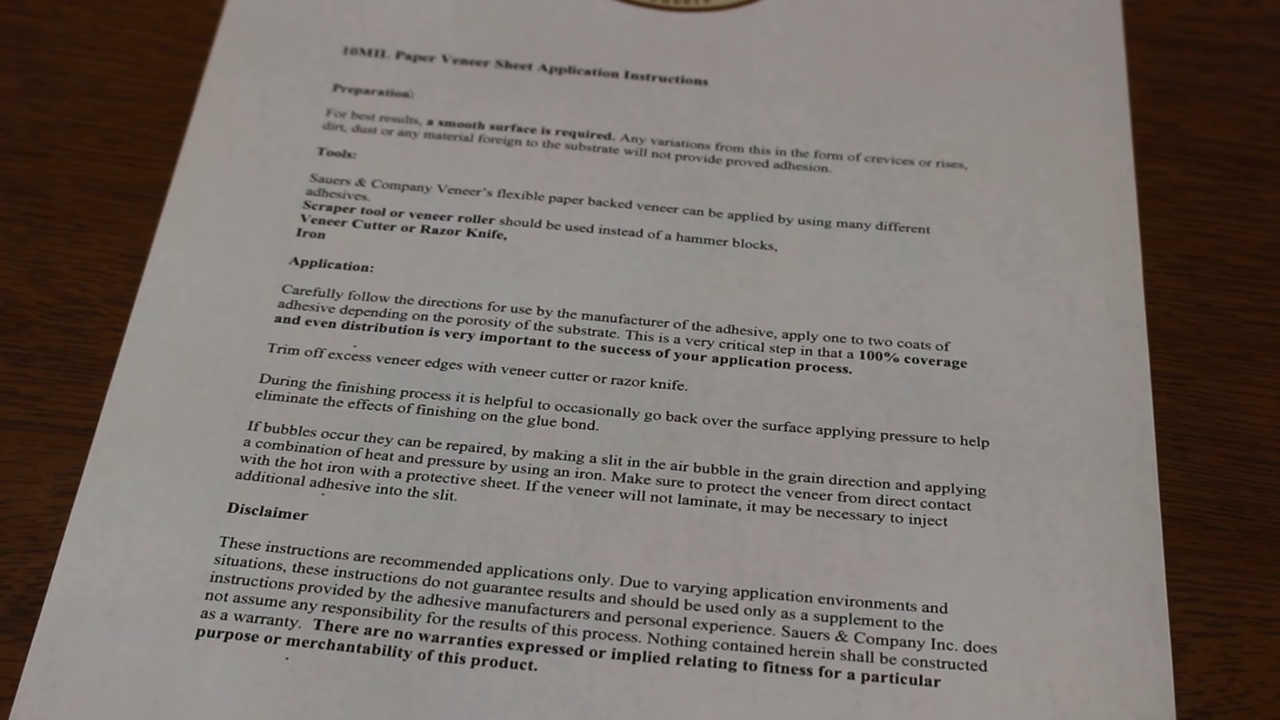 10MIL Paper Veneer Sheet Application Instructions
Preparation:
For best results, a smooth surface is required. Any variations from this in the form of crevices or rises,
dirt, dust or any material foreign to the substrate will not provide proved adhesion.
Tools:
Sauers & Company Veneer's flexible paper backed veneer can be applied by using many different
adhesives.
Scraper tool or veneer roller should be used instead of a hammer blocks,
Veneer Cutter or Razor Knife,
Iron
Application:
Carefully follow the directions for use by the manufacturer of the adhesive, apply one to two coats of
adhesive depending on the porosity of the substrate. This is a very critical step in that a 100% coverage
and even distribution is very important to the success of your application process.
Trim off excess veneer edges with veneer cutter or razor knife.
During the finishing process it is helpful to occasionally go back over the surface applying pressure to help
eliminate the effects of finishing on the glue bond.
If bubbles occur they can be repaired, by making a slit in the air bubble in the grain direction and applying
a combination of heat and pressure by using an iron. Make sure to protect the veneer from direct contact
with the hot iron with a protective sheet. If the veneer will not laminate, it may be necessary to inject
additional adhesive into the slit.
Disclaimer
These instructions are recommended applications only. Due to varying application environments and
situations, these instructions do not guarantee results and should be used only as a supplement to the
instructions provided by the adhesive manufacturers and personal experience. Sauers & Company Inc. does
not assume any responsibility for the results of this process. Nothing contained herein shall be constructed
as a warranty. There are no warranties expressed or implied relating to fitness for a particular
purpose or merchantability of this product.